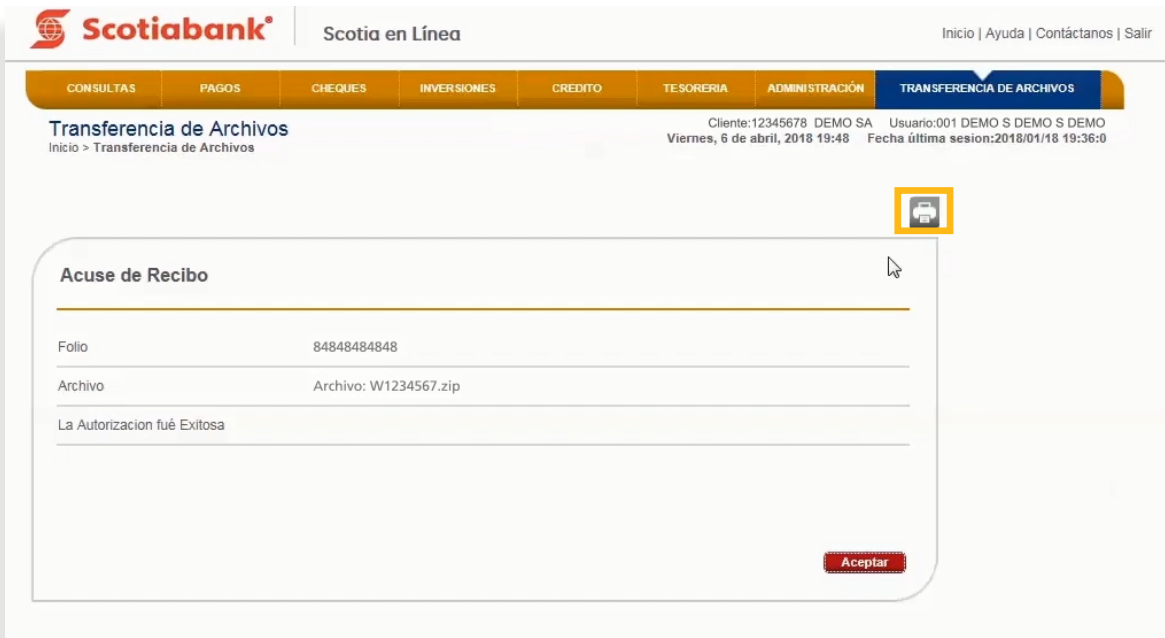 Scotiabank®
Scotia en Línea
Inicio | Ayuda | Contáctanos | Salir
CONSULTAS PAGOS CHEQUES INVERSIONES CREDITO TESORERIA ADMINISTRACIÓN TRANSFERENCIA DE ARCHIVOS
Transferencia de Archivos
Inicio > Transferencia de Archivos
Cliente:12345678 DEMO SA Usuario:001 DEMO S DEMO S DEMO
Viernes, 6 de abril, 2018 19:48 Fecha última sesion:2018/01/18 19:36:0
Acuse de Recibo
Folio 84848484848
Archivo Archivo: W1234567.zip
La Autorizacion fué Exitosa
Aceptar